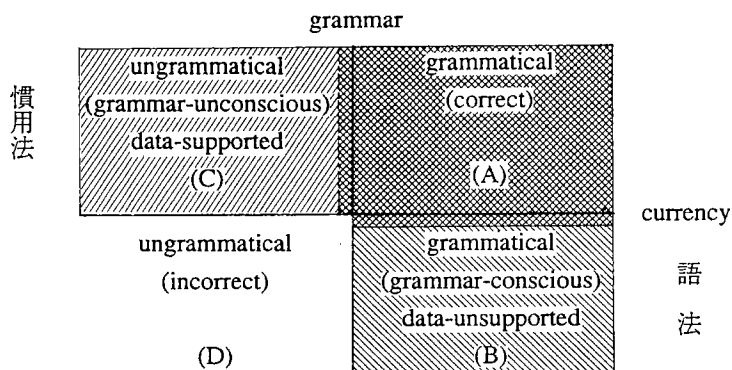 grammar
慣用法
ungrammatical
(grammar-unconscious)
data-supported
(C)
grammatical
(correct)
(A)
currency
ungrammatical
(incorrect)
(D)
grammatical
(grammar-conscious)
data-unsupported
(B)
語法